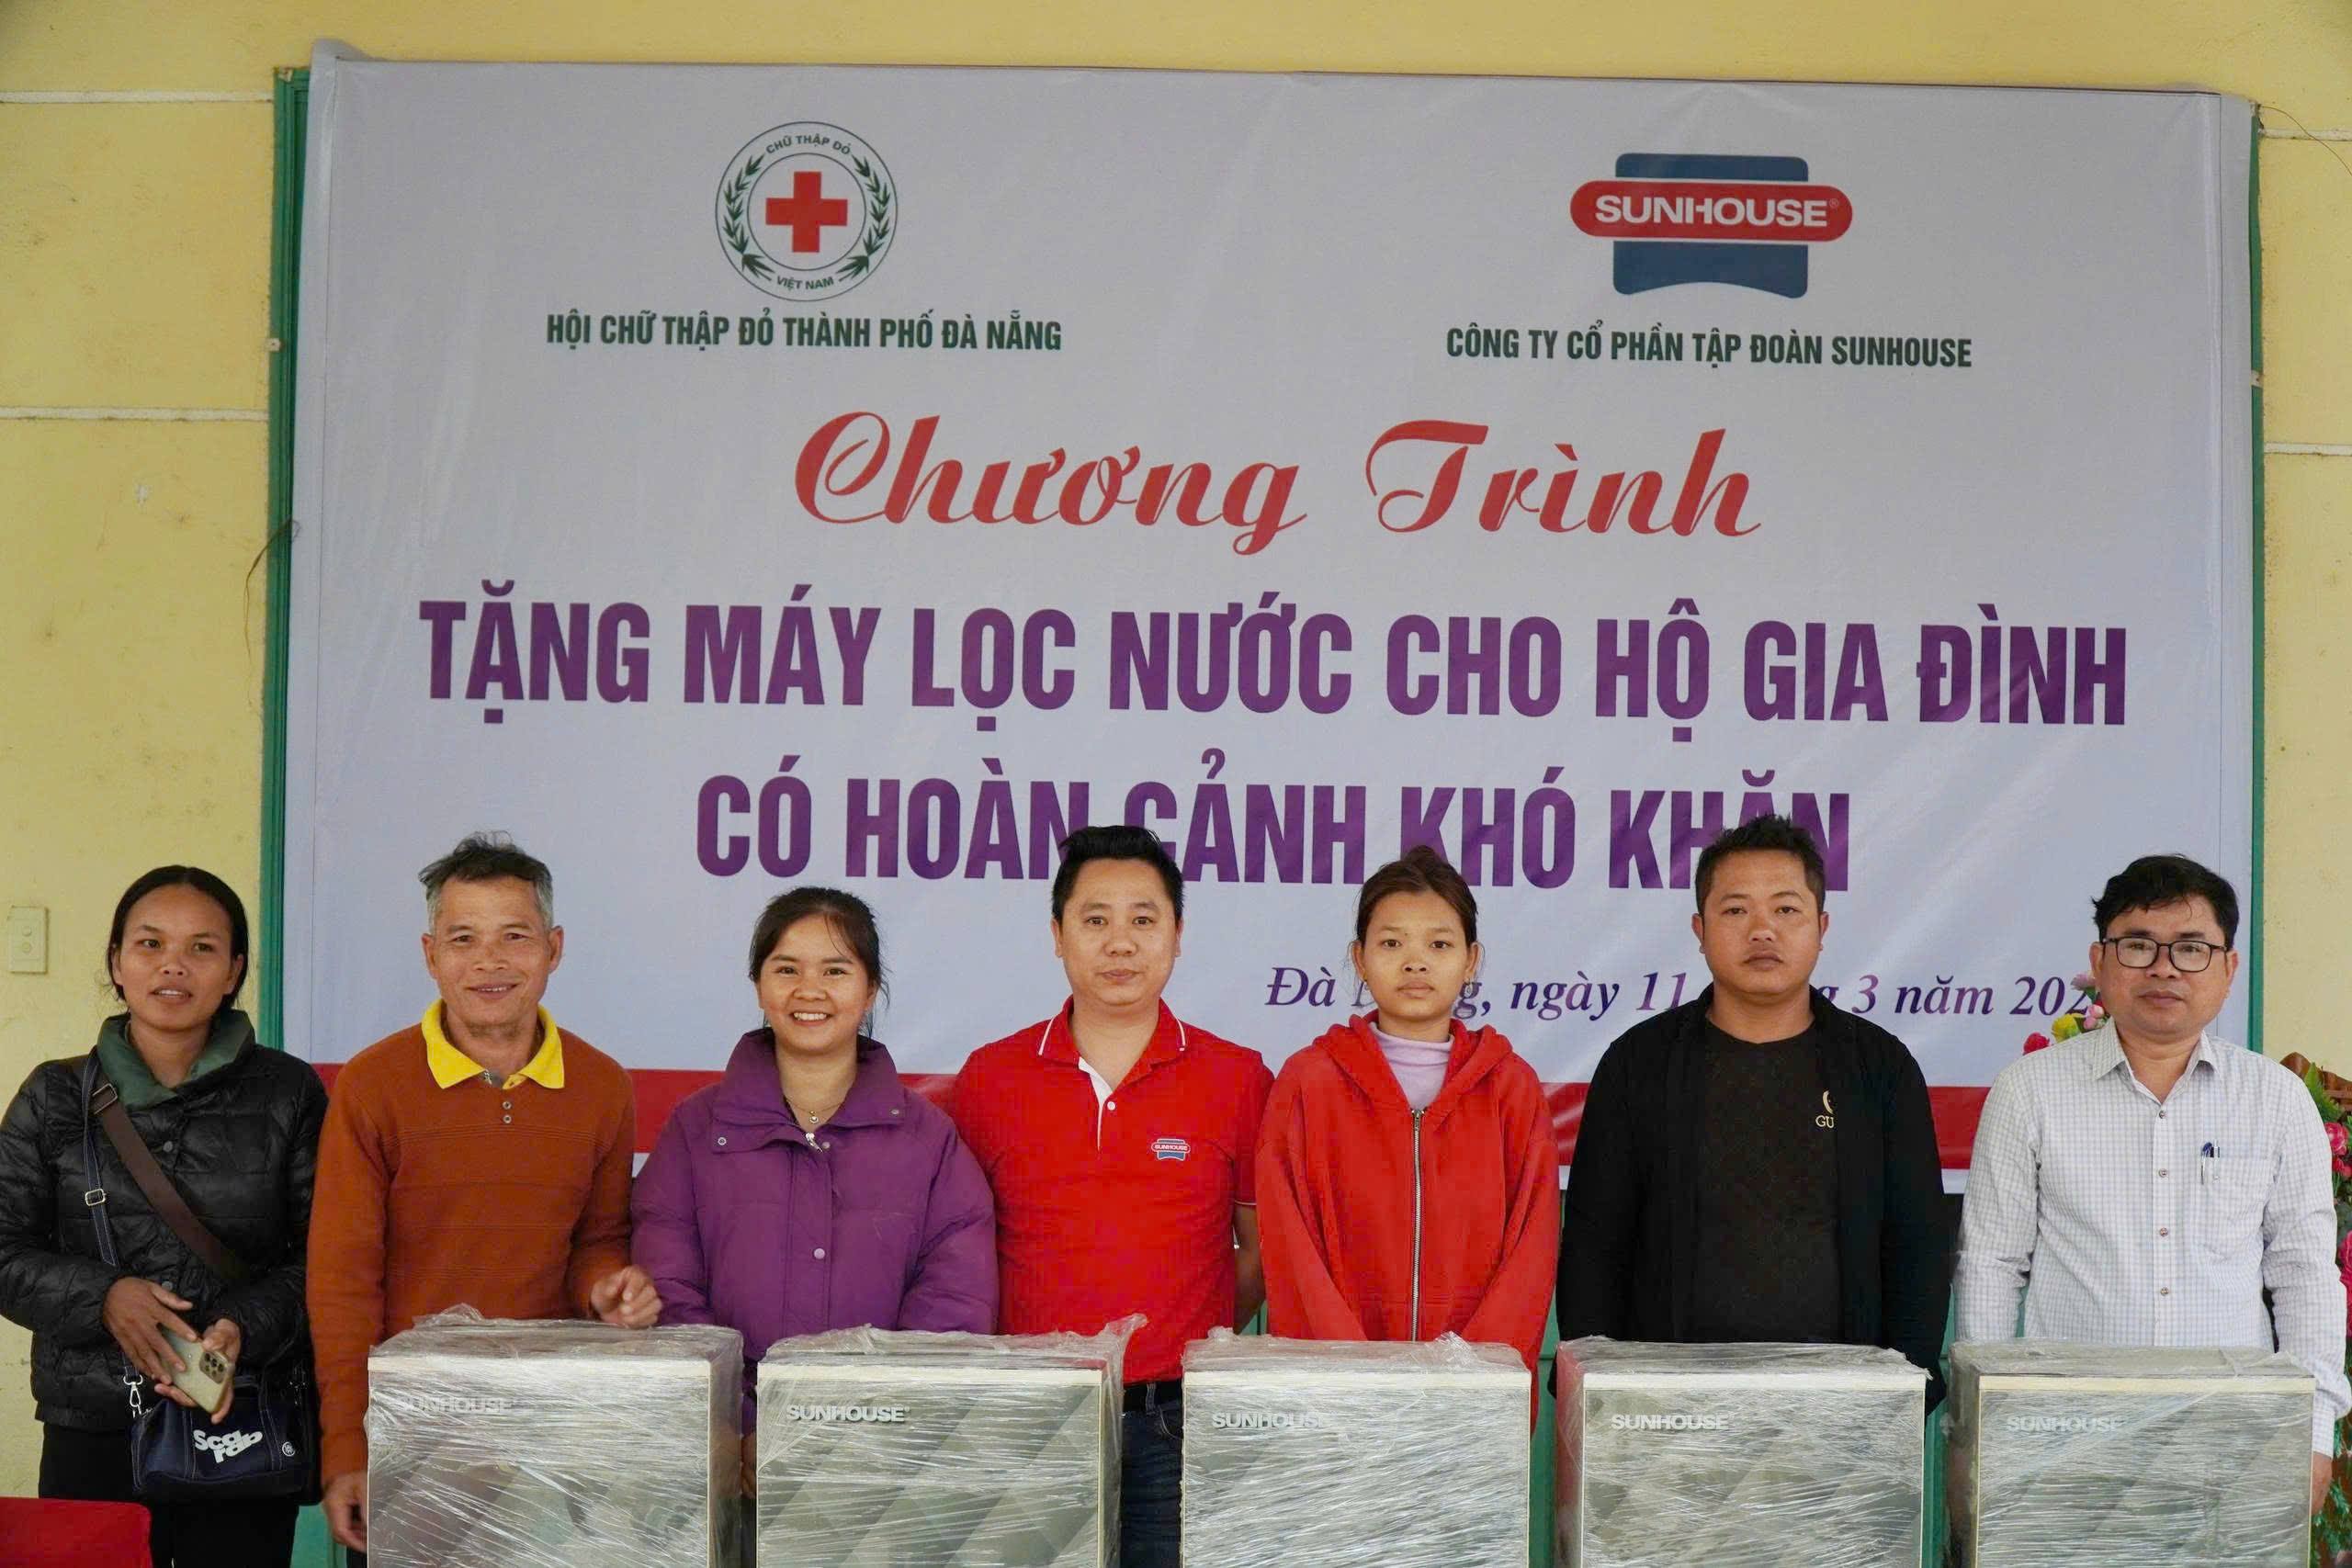 CHỮ THẬP ĐỎ
VIỆT NAM
HỘI CHỮ THẬP ĐỎ THÀNH PHỐ ĐÀ NẴNG
SUNHOUSE®
CÔNG TY CỔ PHẦN TẬP ĐOÀN SUNHOUSE
Chương Trình
TẶNG MÁY LỌC NƯỚC CHO HỘ GIA ĐÌNH
CÓ HOÀN CẢNH KHÓ KHĂN
Đà ngày 11 3 năm
SUNHOUSE
SUNHOUSE
SUNHOUSE
SUNHOUSE
SUNHOUSE
SUNHOUSE